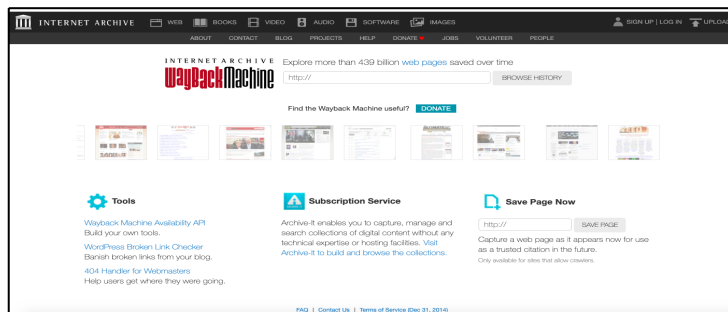 INTERNET ARCHIVE WEB BOOKS VIDEO AUDIO SOFTWARE IMAGES SIGN UP | LOG IN UPLOAD
ABOUT CONTACT BLOG PROJECTS HELP DONATE JOBS VOLUNTEER PEOPLE
INTERNET ARCHIVE
WayBackMachine
Explore more than 439 billion web pages saved over time
http://
BROWSE HISTORY
Find the Wayback Machine useful? DONATE
Tools
Wayback Machine Availability API
Build your own tools.
WordPress Broken Link Checker
Banish broken links from your blog.
404 Handler for Webmasters
Help users get where they were going.
Subscription Service
Archive-It enables you to capture, manage and
search collections of digital content without any
technical expertise or hosting facilities. Visit
Archive-It to build and browse the collections.
Save Page Now
http://
SAVE PAGE
Capture a web page as it appears now for use
as a trusted citation in the future.
Only available for sites that allow crawlers.
FAQ | Contact Us | Terms of Service (Dec 31, 2014)